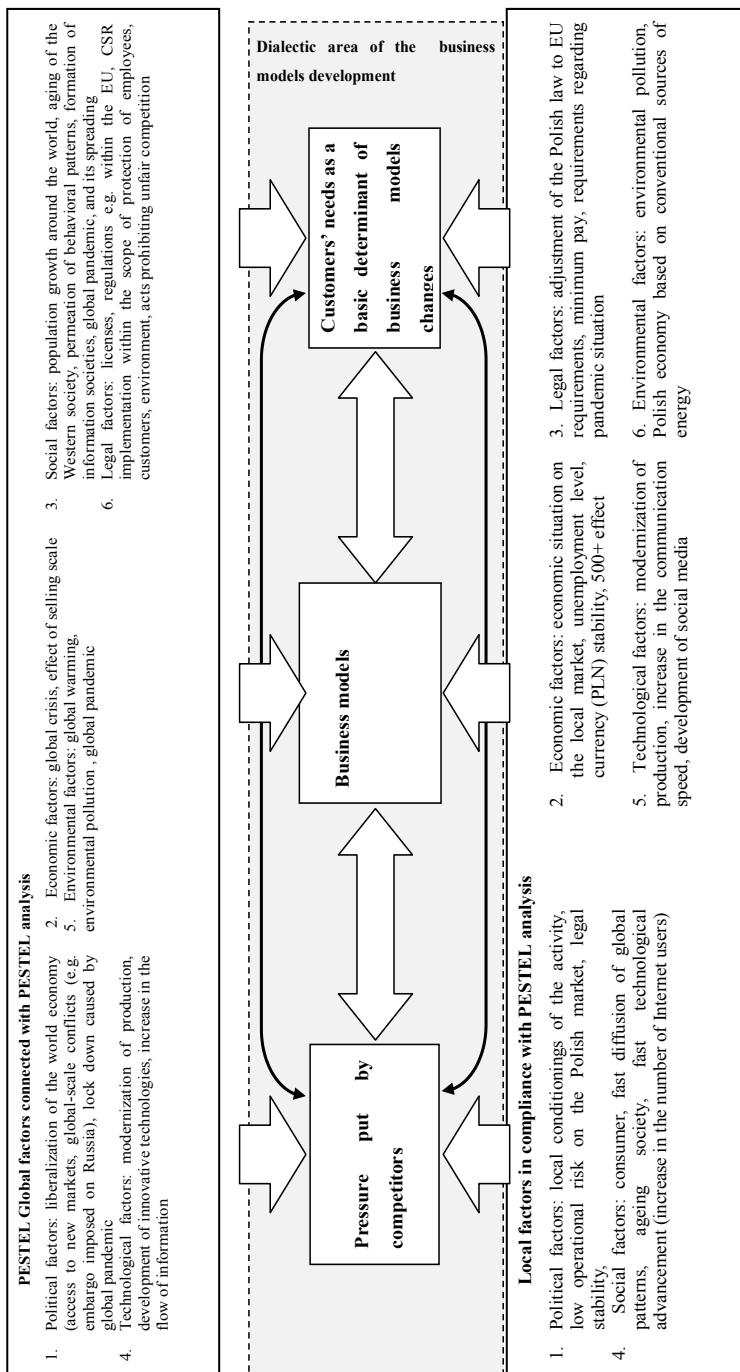 PESTEL Global factors connected with PESTEL analysis
1. Political factors: liberalization of the world economy
(access to new markets, global-scale conflicts (e.g.
embargo imposed on Russia), lock down caused by
global pandemic
4. Technological factors: modernization of production,
development of innovative technologies, increase in the
flow of information
2. Economic factors: global crisis, effect of selling scale
5. Environmental factors: global warming,
environmental pollution , global pandemic
3. Social factors: population growth around the world, aging of the
Western society, permeation of behavioral patterns, formation of
information societies, global pandemic, and its spreading
6. Legal factors: licenses, regulations e.g. within the EU, CSR
implementation within the scope of protection of employees,
customers, environment, acts prohibiting unfair competition
Dialectic area of the business
models development
Pressure put by
competitors
Business models
Customers' needs as a
basic determinant of
business models
changes
Local factors in compliance with PESTEL analysis
1. Political factors: local conditionings of the activity,
low operational risk on the Polish market, legal
stability,
4. Social factors: consumer, fast diffusion of global
patterns, ageing society, fast technological
advancement (increase in the number of Internet users)
2. Economic factors: economic situation on
the local market, unemployment level,
currency (PLN) stability, 500+ effect
5. Technological factors: modernization of
production, increase in the communication
speed, development of social media
3. Legal factors: adjustment of the Polish law to EU
requirements, minimum pay, requirements regarding
pandemic situation
6. Environmental factors: environmental pollution,
Polish economy based on conventional sources of
energy